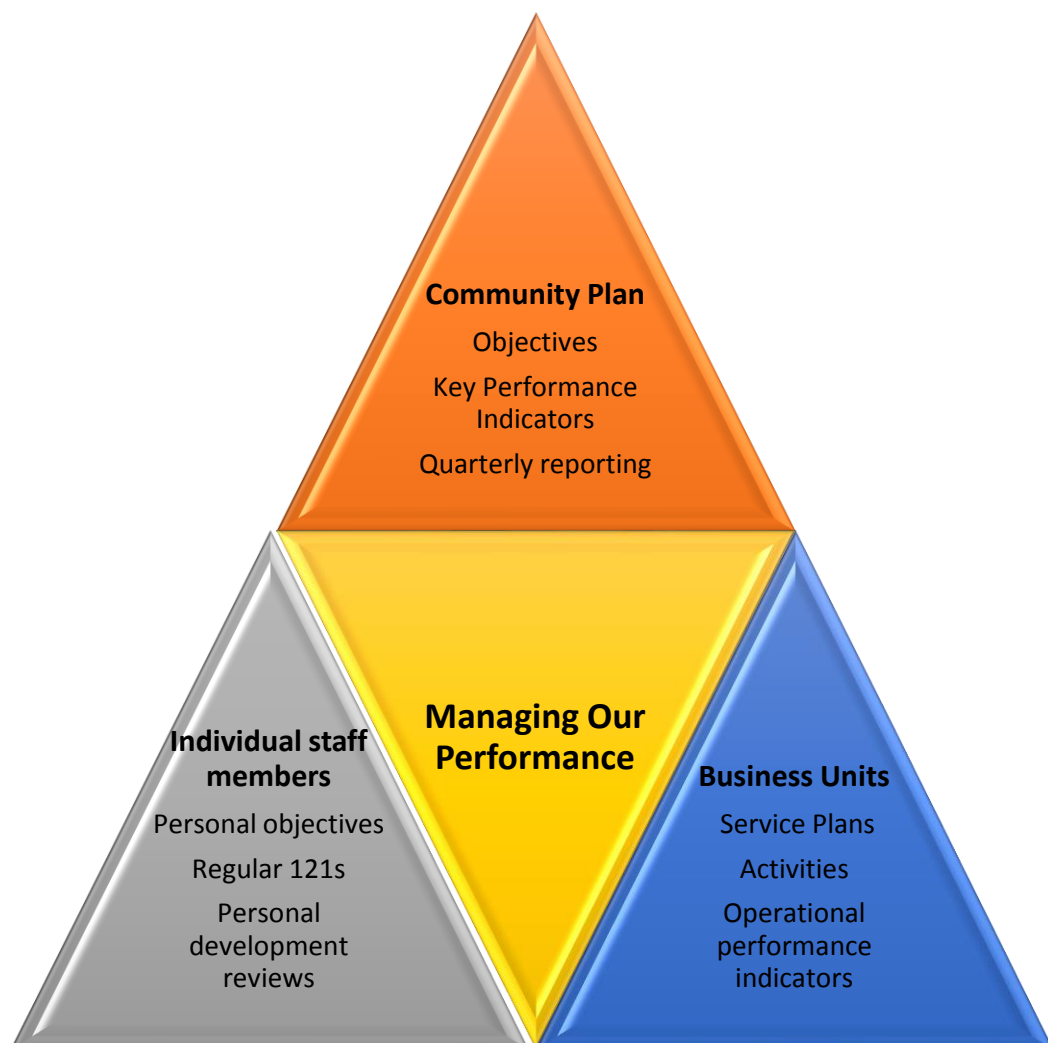 Community Plan
Objectives
Key Performance
Indicators
Quarterly reporting
Managing Our
Performance
Individual staff
members
Personal objectives
Regular 121s
Personal
development
reviews
Business Units
Service Plans
Activities
Operational
performance
indicators